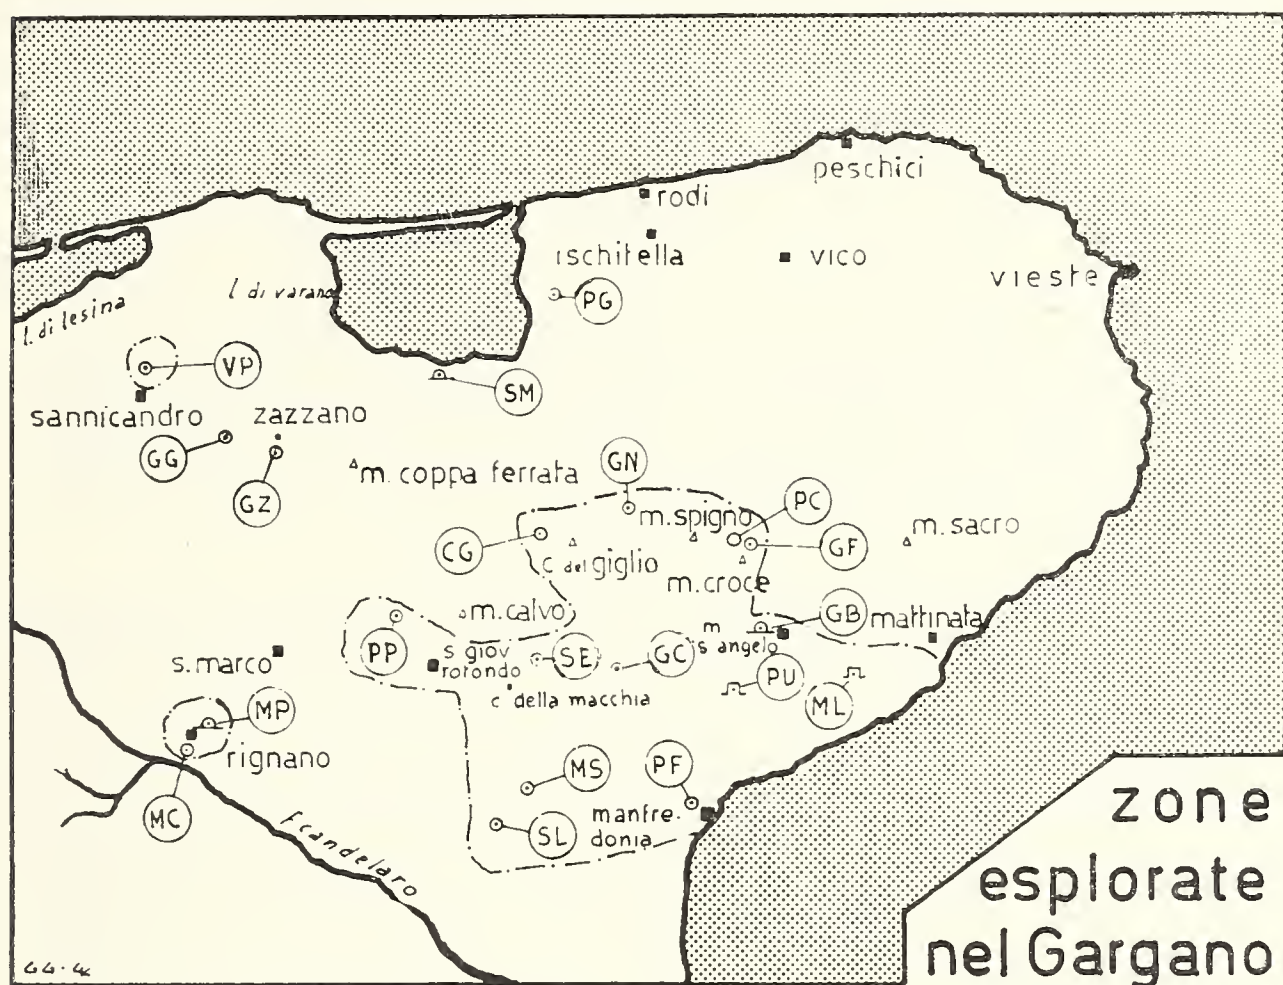 peschici
rodi
ischitella
vico
vieste
PG
l. di varano
l. di lesina
VP
SM
sannicandro
zazzano
GG
GZ
m. coppa ferrata
GN
m. spigno
PC
CG
GF
m. sacro
c del giglio
m. croce
m. calvo
GB
mattinata
m
s angelo
PP
s giov
rotondo
SE
GC
s. marco
PU
ML
c della macchia
MP
rignano
MS
PF
MC
manfre-
donia
SL
f candelaro
zone
esplorate
nel Gargano